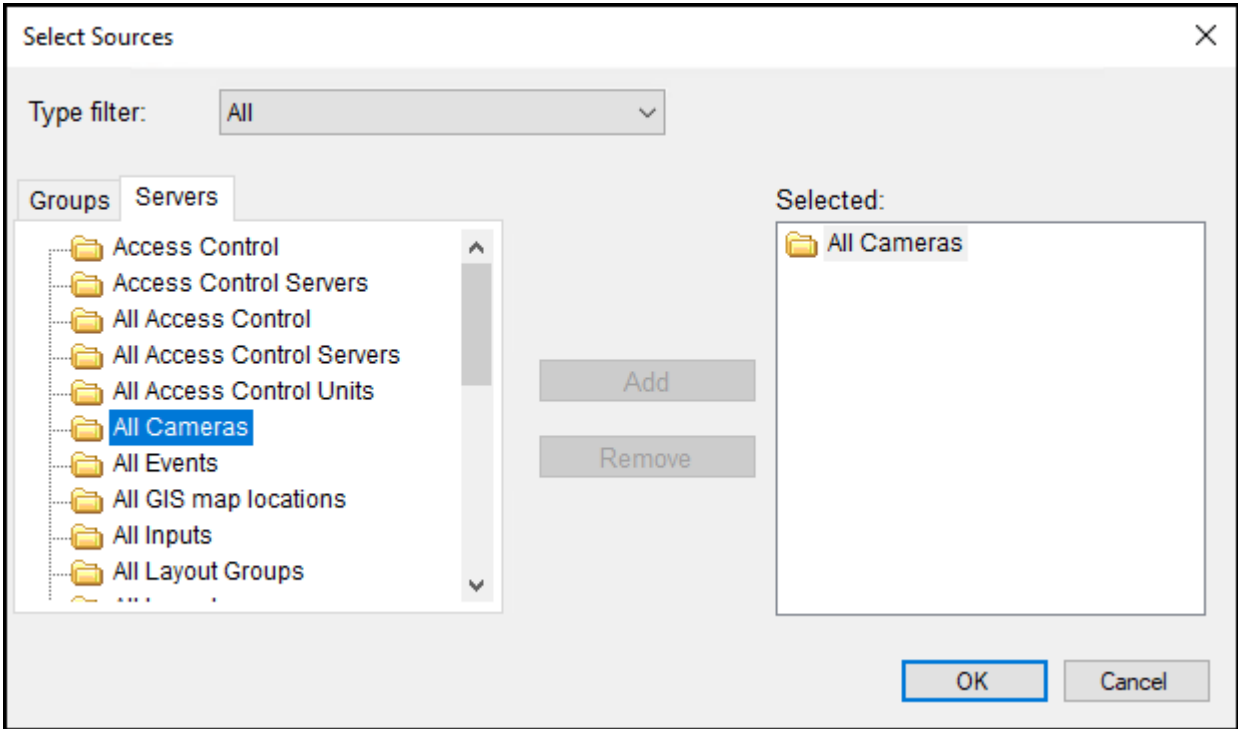 Select Sources
Type filter: All
Groups Servers
Selected:
Access Control
Access Control Servers
All Access Control
All Access Control Servers
All Access Control Units
All Cameras
All Events
All GIS map locations
All Inputs
All Layout Groups
Add
Remove
All Cameras
OK Cancel